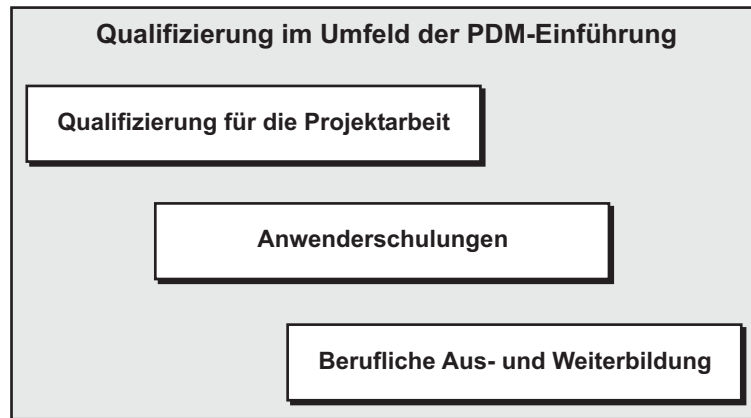 Qualifizierung im Umfeld der PDM-Einführung
Qualifizierung für die Projektarbeit
Anwenderschulungen
Berufliche Aus- und Weiterbildung